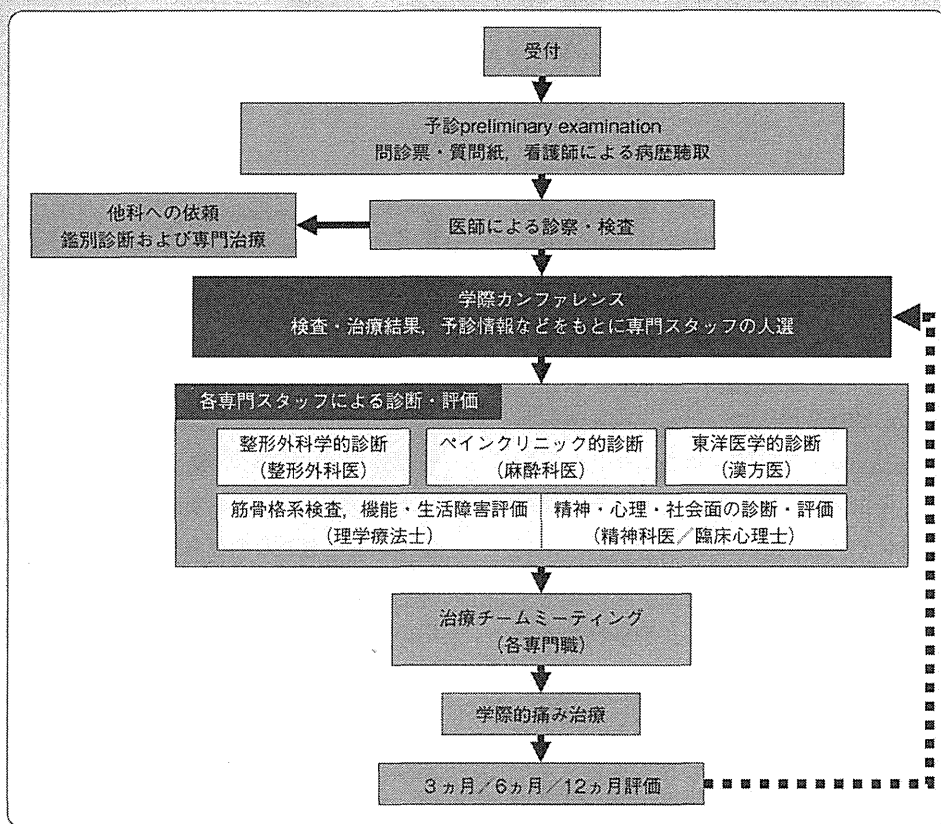 受付
予診preliminary examination
問診票・質問紙，看護師による病歴聴取
他科への依頼
鑑別診断および専門治療
医師による診察・検査
学際カンファレンス
検査・治療結果，予診情報などをもとに専門スタッフの人選
各専門スタッフによる診断・評価
整形外科学的診断
(整形外科医)
ペインクリニック的診断
(麻酔科医)
東洋医学的診断
(漢方医)
筋骨格系検査，機能・生活障害評価
(理学療法士)
精神・心理・社会面の診断・評価
(精神科医／臨床心理士)
治療チームミーティング
(各専門職)
学際的痛み治療
3ヵ月／6ヵ月／12ヵ月評価